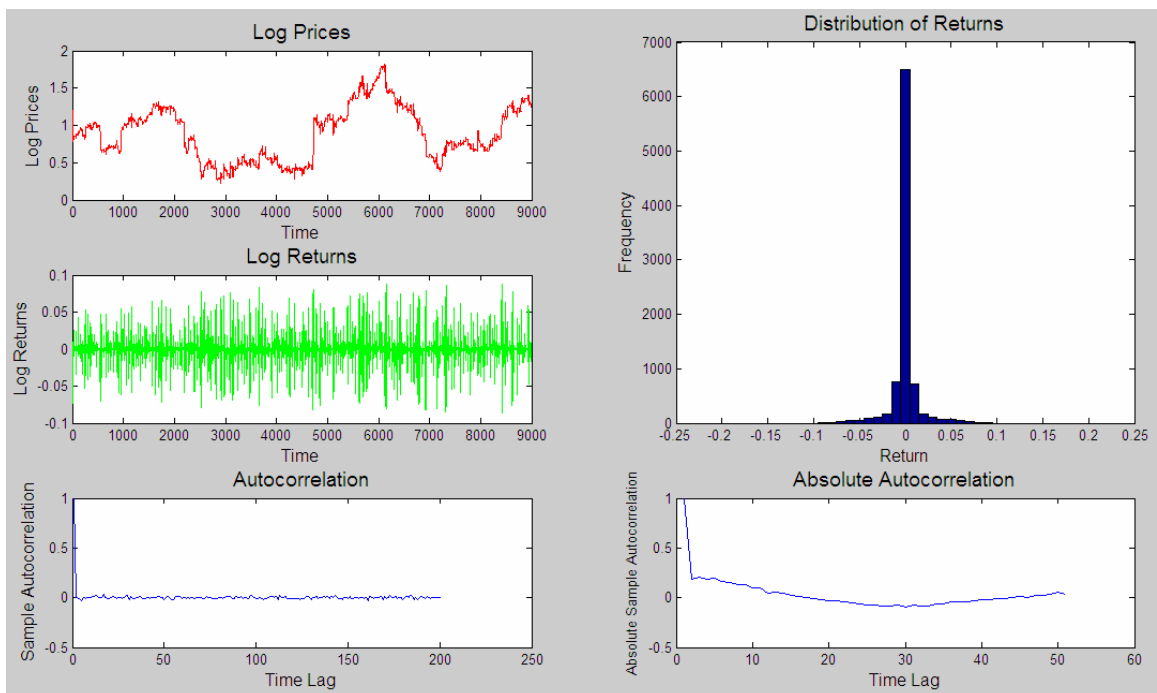 Log Prices
2
1.5
1
0.5
0
Log Prices
0 1000 2000 3000 4000 5000 6000 7000 8000 9000
Time
Log Returns
0.1
0.05
0
-0.05
-0.1
Log Returns
0 1000 2000 3000 4000 5000 6000 7000 8000 9000
Time
Autocorrelation
1
0.5
0
-0.5
Sample Autocorrelation
0 50 100 150 200 250
Time Lag
Distribution of Returns
7000
6000
5000
4000
3000
2000
1000
0
Frequency
-0.25 -0.2 -0.15 -0.1 -0.05 0 0.05 0.1 0.15 0.2 0.25
Return
Absolute Autocorrelation
1
0.5
0
-0.5
Absolute Sample Autocorrelation
0 10 20 30 40 50 60
Time Lag